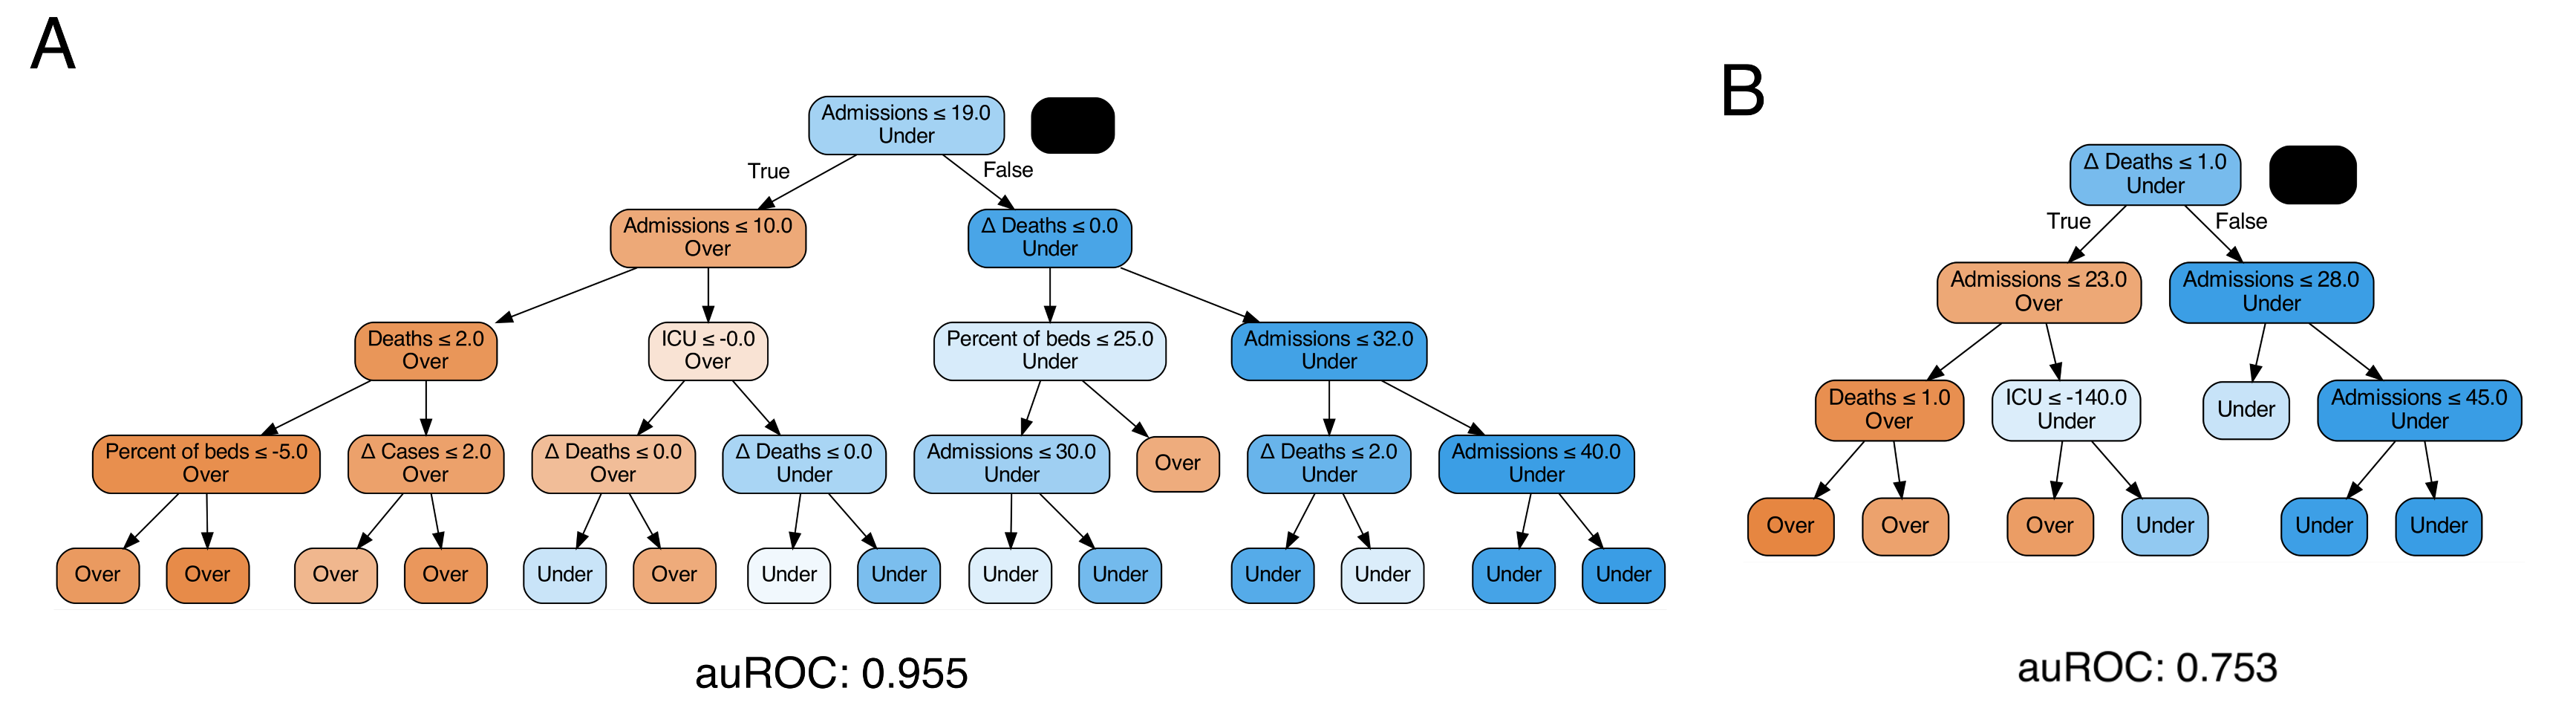 A
B
Admissions ≤ 19.0
Under
True
False
Admissions ≤ 10.0
Over
Δ Deaths ≤ 0.0
Under
Deaths ≤ 2.0
Over
ICU ≤ -0.0
Over
Percent of beds ≤ 25.0
Under
Admissions ≤ 32.0
Under
Percent of beds ≤ -5.0
Over
Δ Cases ≤ 2.0
Over
Δ Deaths ≤ 0.0
Over
Δ Deaths ≤ 0.0
Under
Admissions ≤ 30.0
Under
Over
Δ Deaths ≤ 2.0
Under
Admissions ≤ 40.0
Under
Over
Over
Over
Over
Under
Over
Under
Under
Under
Under
Under
Under
Under
Under
auROC: 0.955
Δ Deaths ≤ 1.0
Under
True
False
Admissions ≤ 23.0
Over
Admissions ≤ 28.0
Under
Deaths ≤ 1.0
Over
ICU ≤ -140.0
Under
Under
Admissions ≤ 45.0
Under
Over
Over
Over
Under
Under
Under
auROC: 0.753